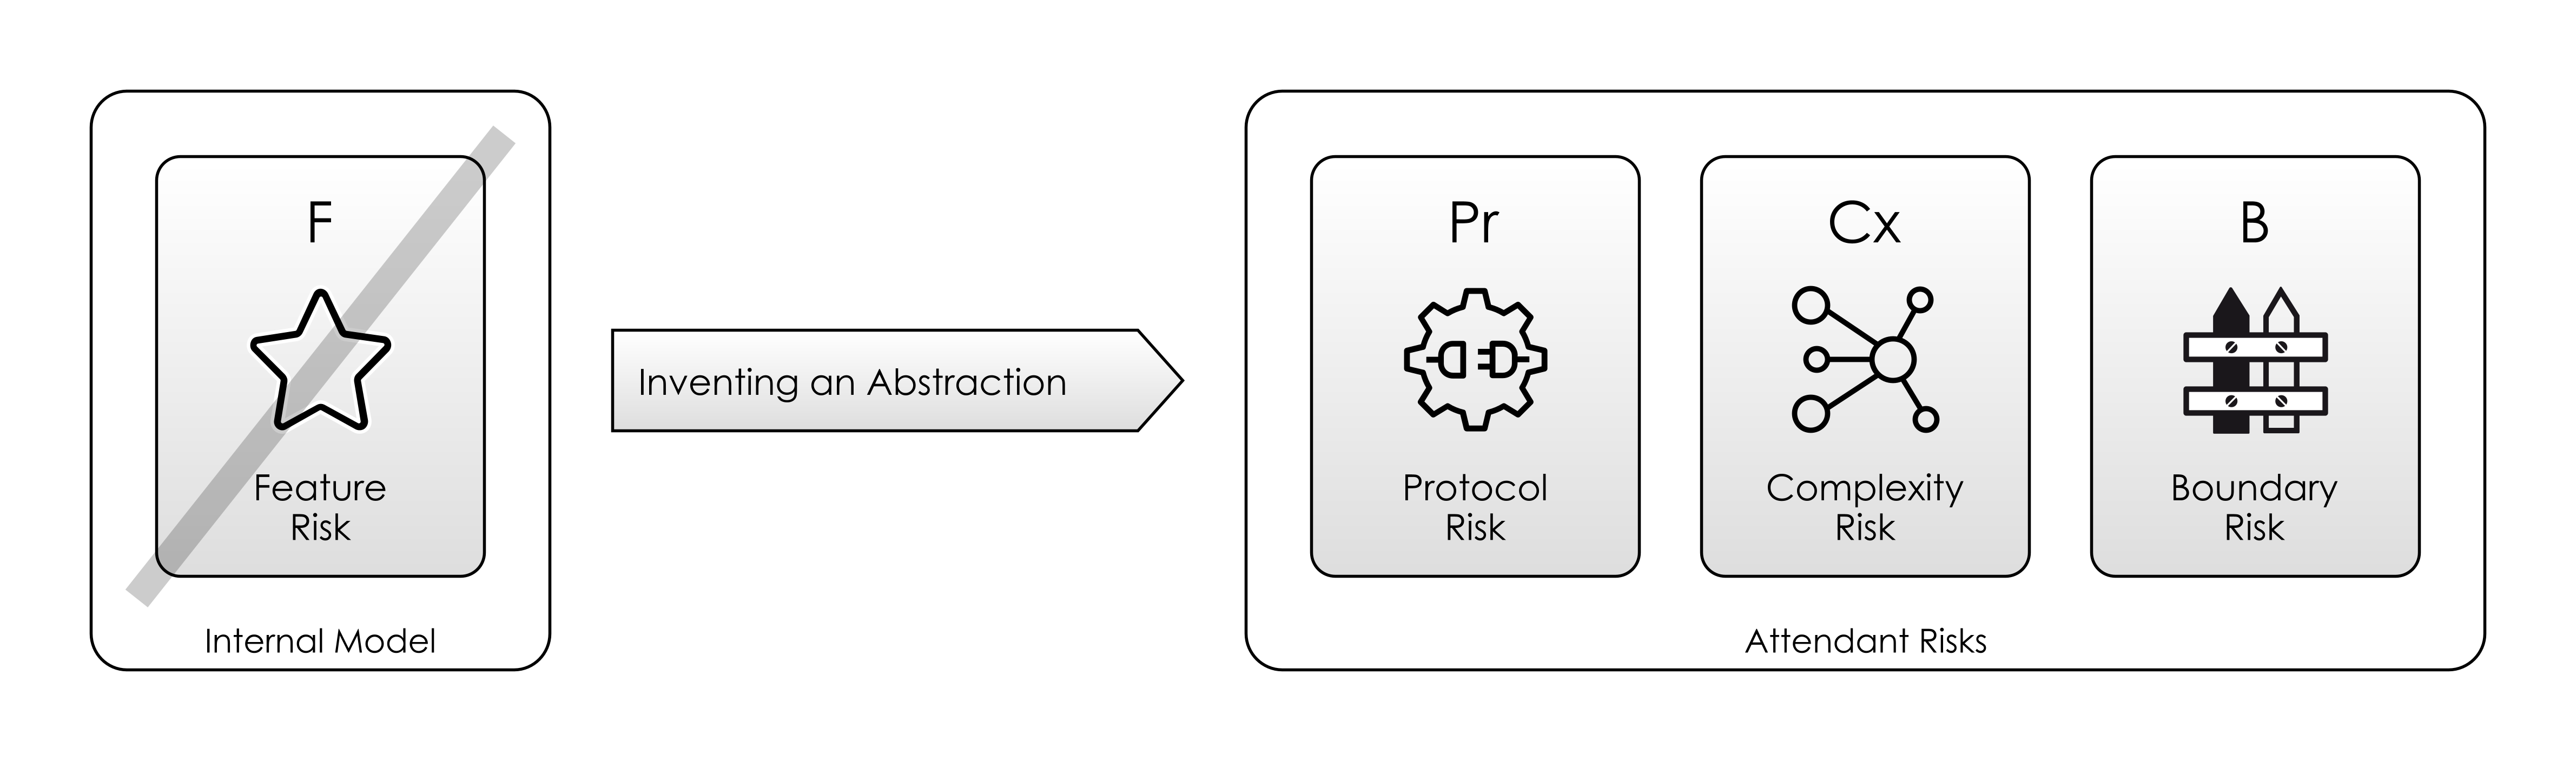 F
Feature
Risk
Internal Model
Inventing an Abstraction
Pr
Protocol
Risk
Cx
Complexity
Risk
B
Boundary
Risk
Attendant Risks